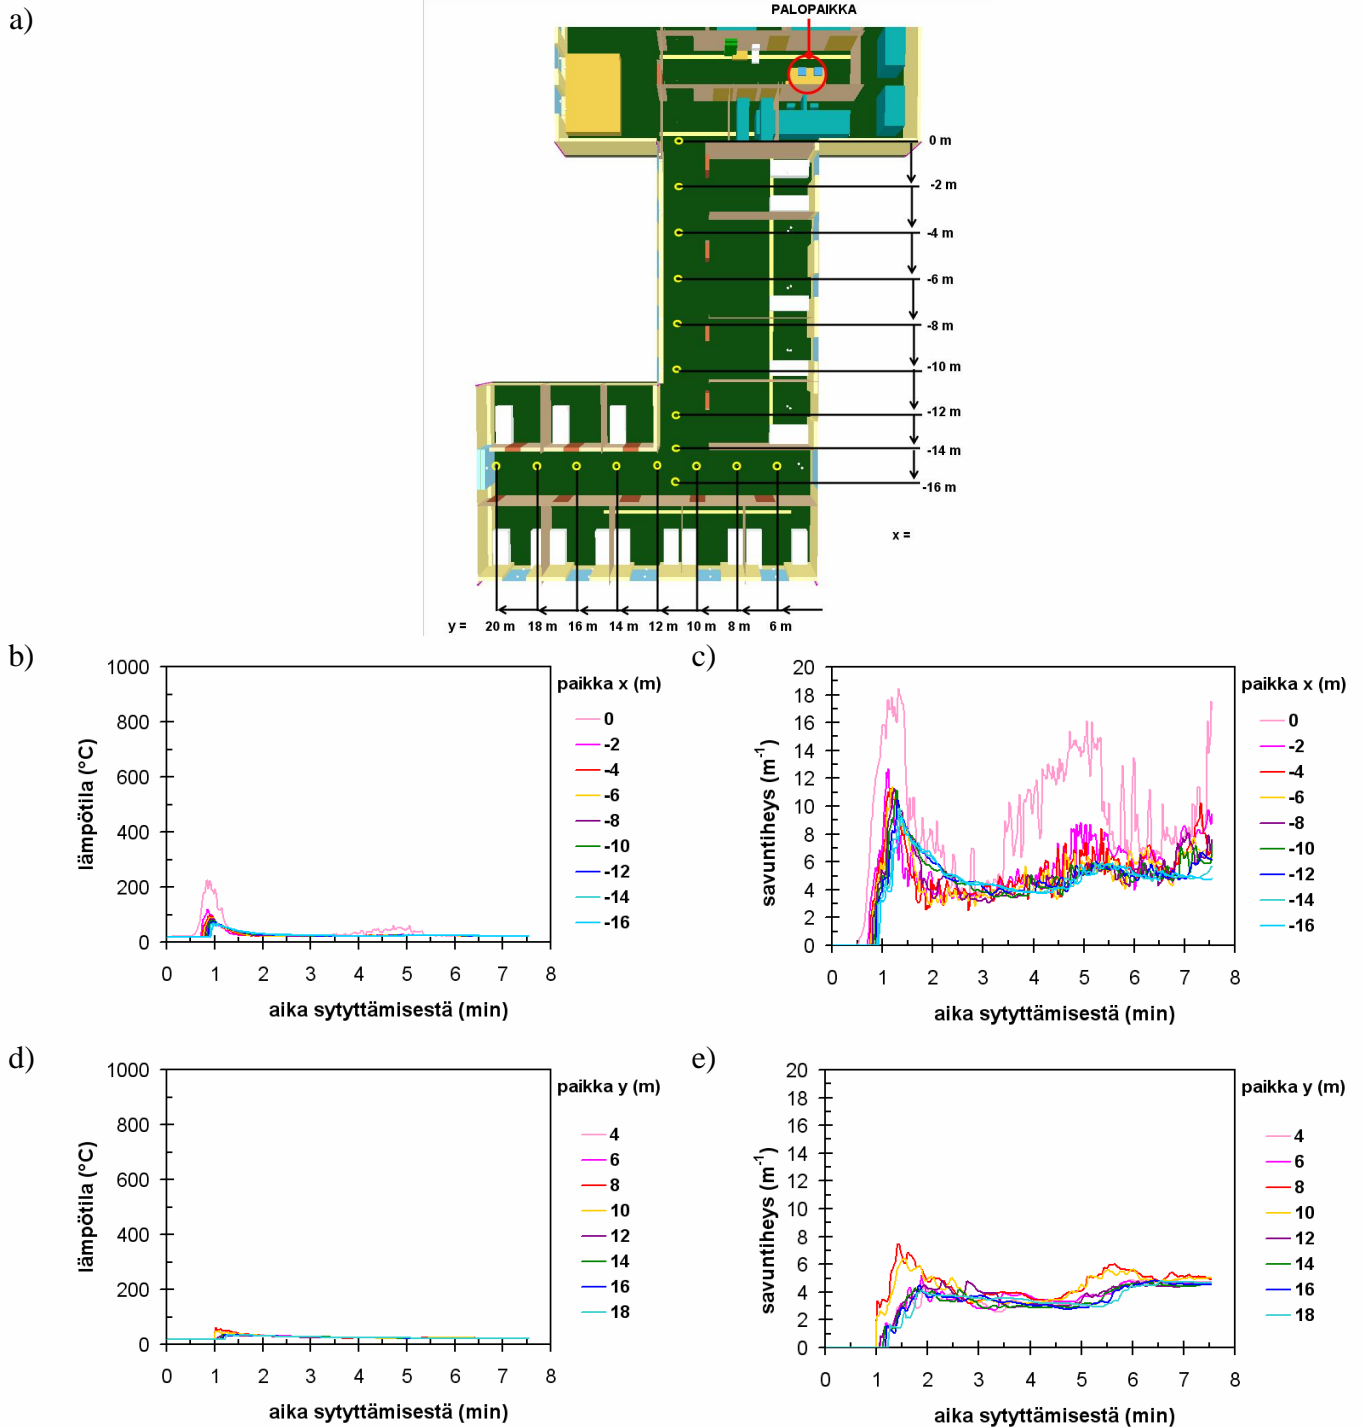 a)
PALOPAIKKA
0 m
-2 m
-4 m
-6 m
-8 m
-10 m
-12 m
-14 m
-16 m
x =
y = 20 m 18 m 16 m 14 m 12 m 10 m 8 m 6 m
b)
1000
800
600
400
200
0
lämpötila (°C)
0 1 2 3 4 5 6 7 8
aika sytyttämisestä (min)
paikka x (m)
0
-2
-4
-6
-8
-10
-12
-14
-16
c)
20
18
16
14
12
10
8
6
4
2
0
savuntiheys (m⁻¹)
0 1 2 3 4 5 6 7 8
aika sytyttämisestä (min)
paikka x (m)
0
-2
-4
-6
-8
-10
-12
-14
-16
d)
1000
800
600
400
200
0
lämpötila (°C)
0 1 2 3 4 5 6 7 8
aika sytyttämisestä (min)
paikka y (m)
4
6
8
10
12
14
16
18
e)
20
18
16
14
12
10
8
6
4
2
0
savuntiheys (m⁻¹)
0 1 2 3 4 5 6 7 8
aika sytyttämisestä (min)
paikka y (m)
4
6
8
10
12
14
16
18